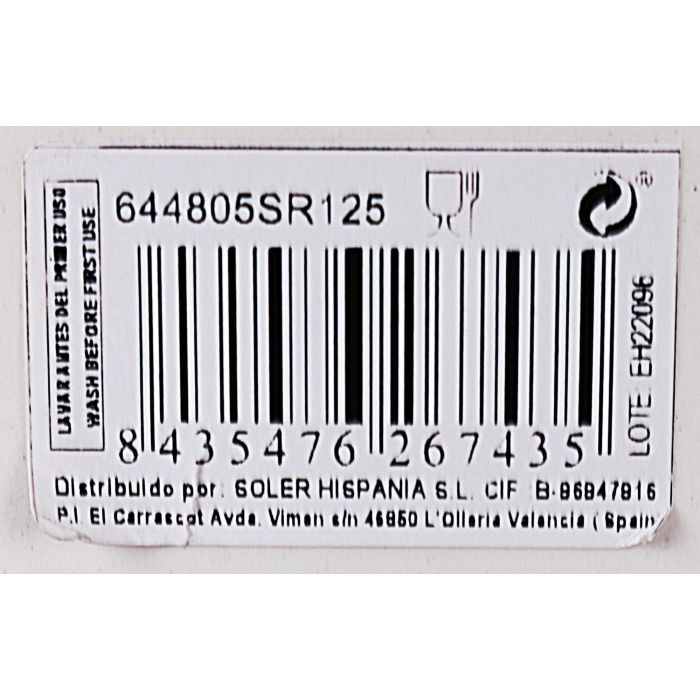 LAVAR ANTES DEL PRIMER USO
WASH BEFORE FIRST USE
644805SR125
LOTE: EH22096
8 435476 267435
Distribuido por: SOLER HISPANIA S.L. CIF B-96847916
P.I. El Carrascot Avda. Vimen s/n 46850 L'Olleria Valencia (Spain